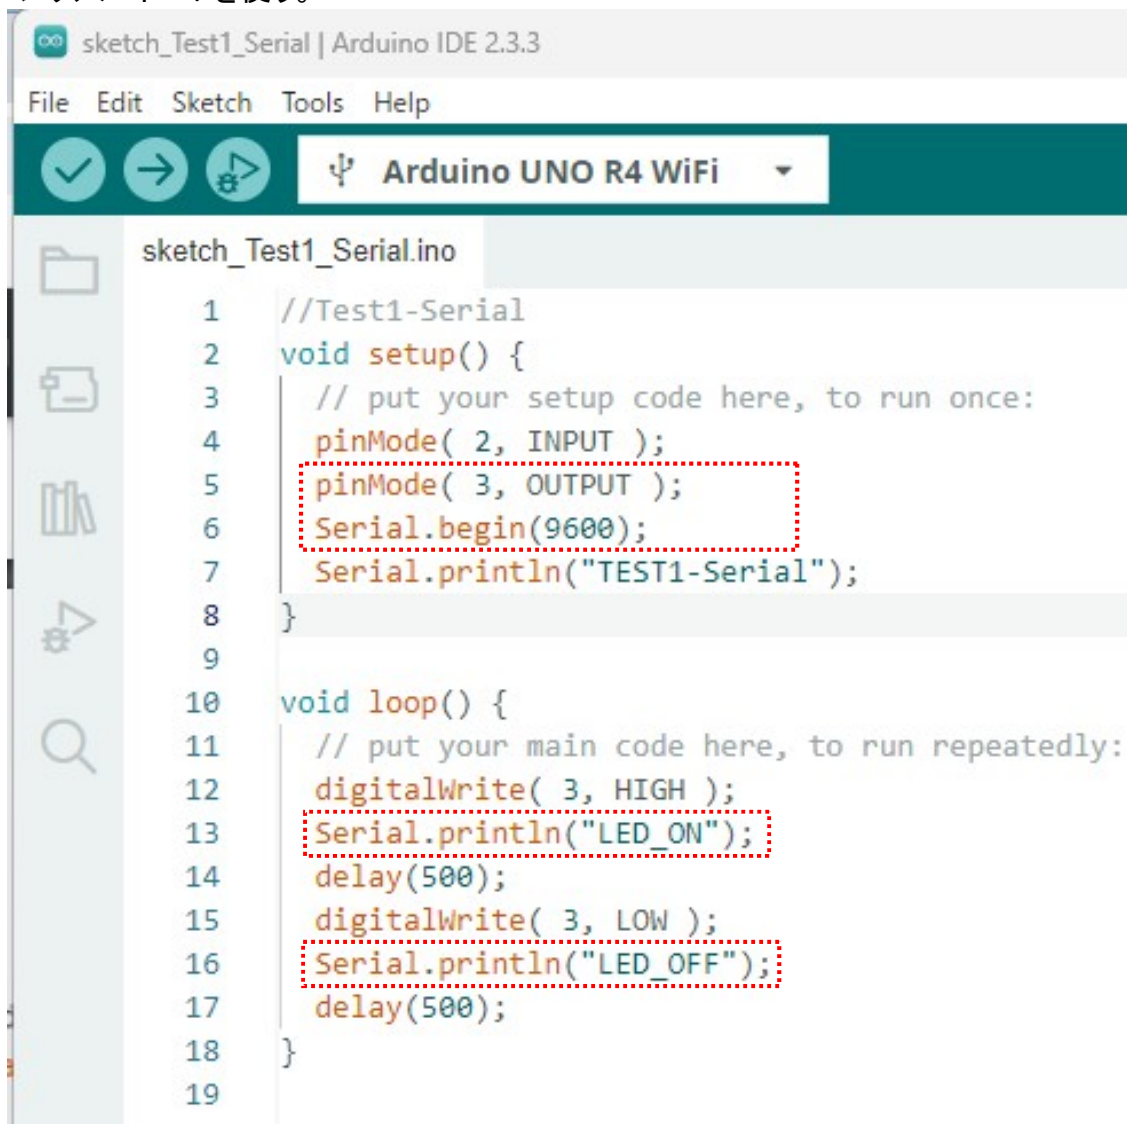 を使う。
sketch_Test1_Serial | Arduino IDE 2.3.3
File Edit Sketch Tools Help
Arduino UNO R4 WiFi
sketch_Test1_Serial.ino
1 //Test1-Serial
2 void setup() {
3 // put your setup code here, to run once:
4 pinMode( 2, INPUT );
5 pinMode( 3, OUTPUT );
6 Serial.begin(9600);
7 Serial.println("TEST1-Serial");
8 }
9
10 void loop() {
11 // put your main code here, to run repeatedly:
12 digitalWrite( 3, HIGH );
13 Serial.println("LED_ON");
14 delay(500);
15 digitalWrite( 3, LOW );
16 Serial.println("LED_OFF");
17 delay(500);
18 }
19